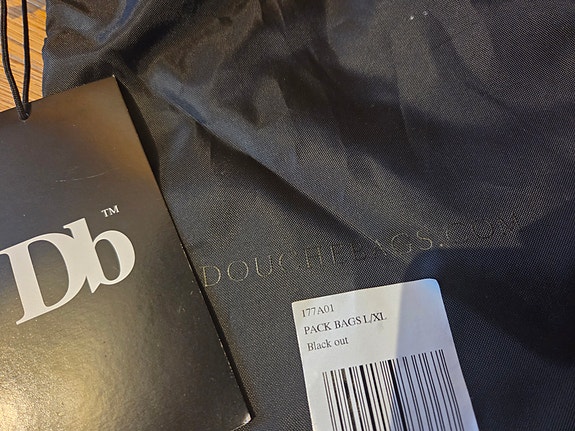 Db™
DOUCHEBAGS.COM
177A01
PACK BAGS L/XL
Black out